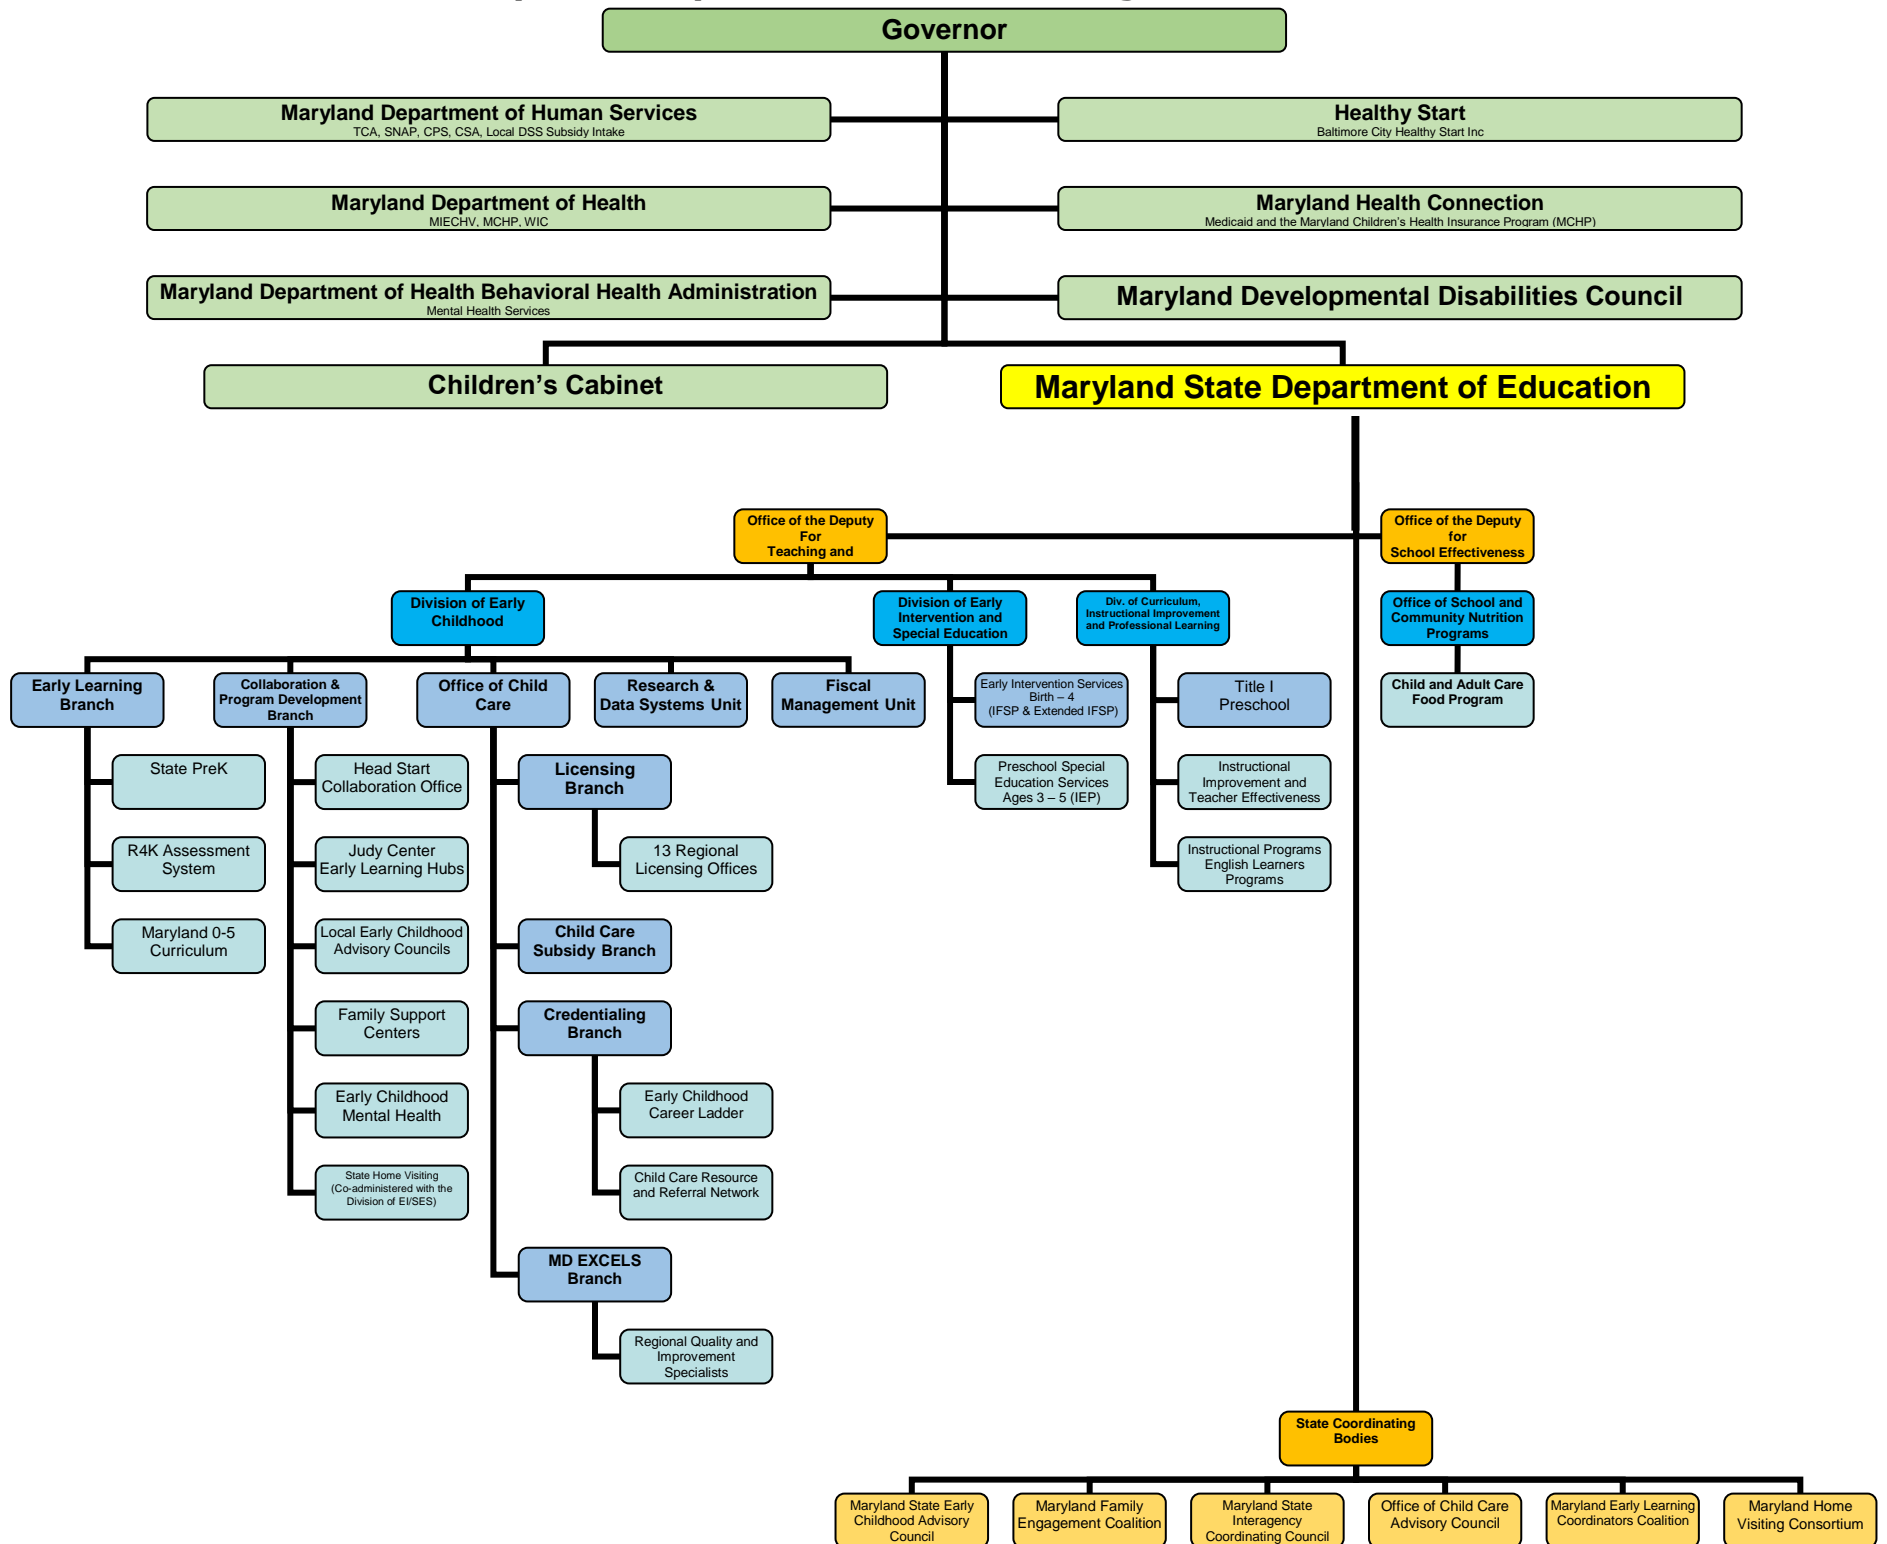 Governor
Maryland Department of Human Services
TCA, SNAP, CPS, CSA, Local DSS Subsidy Intake
Healthy Start
Baltimore City Healthy Start Inc
Maryland Department of Health
MIECHV, MCHP, WIC
Maryland Health Connection
Medicaid and the Maryland Children's Health Insurance Program (MCHP)
Maryland Department of Health Behavioral Health Administration
Mental Health Services
Maryland Developmental Disabilities Council
Children's Cabinet
Maryland State Department of Education
Office of the Deputy
For
Teaching and
Office of the Deputy
for
School Effectiveness
Division of Early
Childhood
Division of Early
Intervention and
Special Education
Div. of Curriculum,
Instructional Improvement
and Professional Learning
Office of School and
Community Nutrition
Programs
Early Learning
Branch
Collaboration &
Program Development
Branch
Office of Child
Care
Research &
Data Systems Unit
Fiscal
Management Unit
Early Intervention Services
Birth – 4
(IFSP & Extended IFSP)
Title I
Preschool
Child and Adult Care
Food Program
State PreK
Head Start
Collaboration Office
Licensing
Branch
Preschool Special
Education Services
Ages 3 – 5 (IEP)
Instructional
Improvement and
Teacher Effectiveness
R4K Assessment
System
Judy Center
Early Learning Hubs
13 Regional
Licensing Offices
Instructional Programs
English Learners
Programs
Maryland 0-5
Curriculum
Local Early Childhood
Advisory Councils
Child Care
Subsidy Branch
Family Support
Centers
Credentialing
Branch
Early Childhood
Mental Health
Early Childhood
Career Ladder
State Home Visiting
(Co-administered with the
Division of EI/SES)
Child Care Resource
and Referral Network
MD EXCELS
Branch
Regional Quality and
Improvement
Specialists
State Coordinating
Bodies
Maryland State Early
Childhood Advisory
Council
Maryland Family
Engagement Coalition
Maryland State
Interagency
Coordinating Council
Office of Child Care
Advisory Council
Maryland Early Learning
Coordinators Coalition
Maryland Home
Visiting Consortium